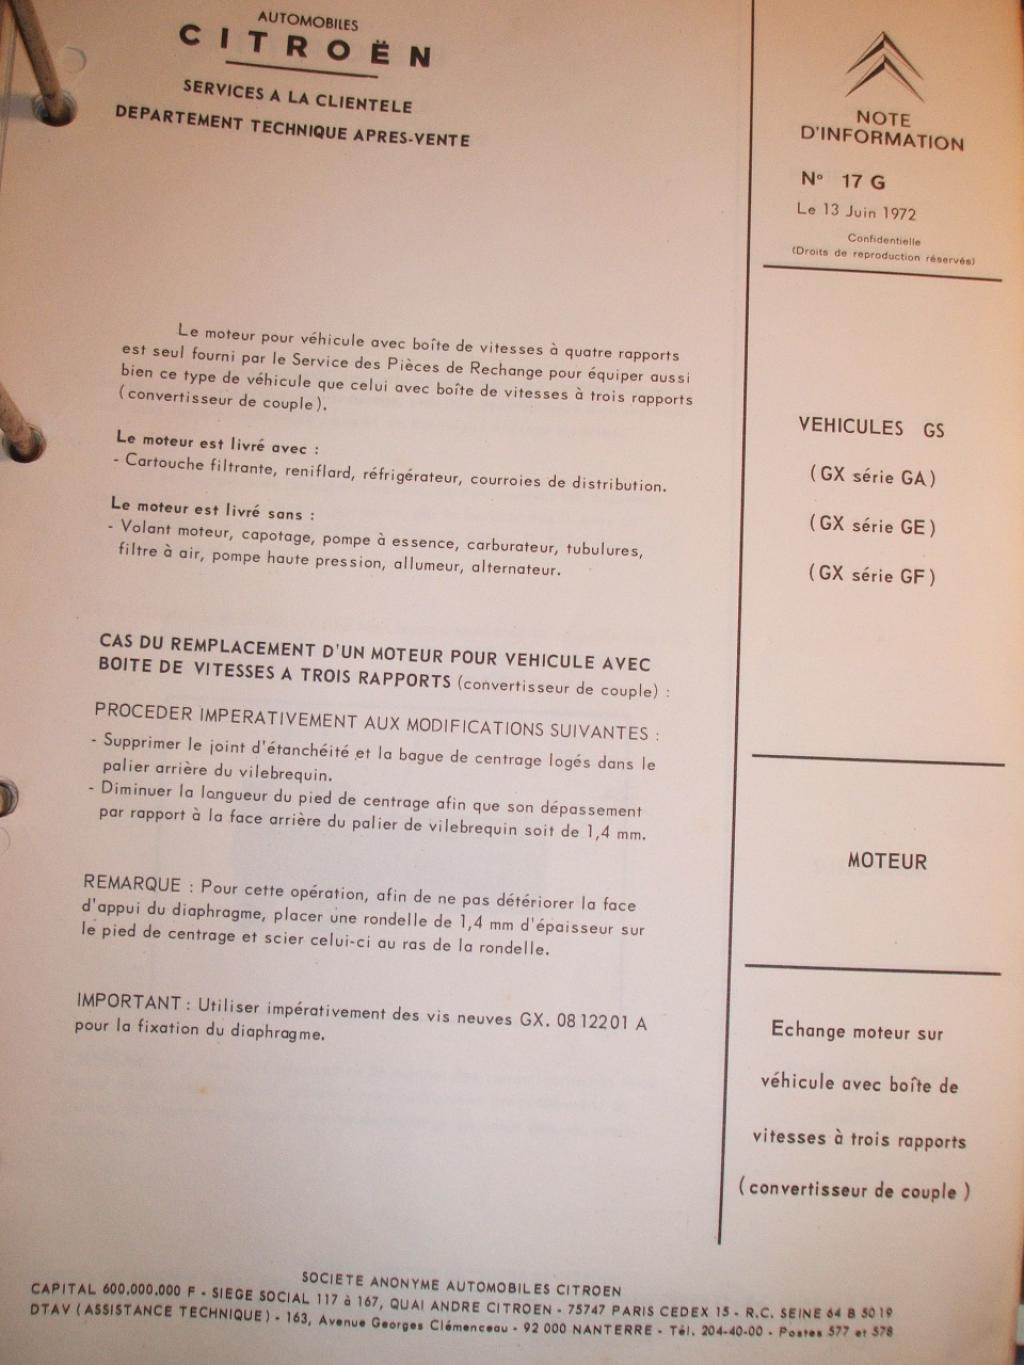 AUTOMOBILES
CITROËN
SERVICES A LA CLIENTELE
DEPARTEMENT TECHNIQUE APRES-VENTE
NOTE
D'INFORMATION
N° 17 G
Le 13 Juin 1972
Confidentielle
(Droits de reproduction réservés)
Le moteur pour véhicule avec boîte de vitesses à quatre rapports
est seul fourni par le Service des Pièces de Rechange pour équiper aussi
bien ce type de véhicule que celui avec boîte de vitesses à trois rapports
(convertisseur de couple).
Le moteur est livré avec :
- Cartouche filtrante, reniflard, réfrigérateur, courroies de distribution.
Le moteur est livré sans :
- Volant moteur, capotage, pompe à essence, carburateur, tubulures,
filtre à air, pompe haute pression, allumeur, alternateur.
CAS DU REMPLACEMENT D'UN MOTEUR POUR VEHICULE AVEC
BOITE DE VITESSES A TROIS RAPPORTS (convertisseur de couple) :
PROCEDER IMPERATIVEMENT AUX MODIFICATIONS SUIVANTES :
- Supprimer le joint d'étanchéité et la bague de centrage logés dans le
palier arrière du vilebrequin.
- Diminuer la longueur du pied de centrage afin que son dépassement
par rapport à la face arrière du palier de vilebrequin soit de 1,4 mm.
REMARQUE : Pour cette opération, afin de ne pas détériorer la face
d'appui du diaphragme, placer une rondelle de 1,4 mm d'épaisseur sur
le pied de centrage et scier celui-ci au ras de la rondelle.
IMPORTANT : Utiliser impérativement des vis neuves GX. 08 122 01 A
pour la fixation du diaphragme.
VEHICULES GS
(GX série GA)
(GX série GE)
(GX série GF)
MOTEUR
Echange moteur sur
véhicule avec boîte de
vitesses à trois rapports
(convertisseur de couple)
SOCIETE ANONYME AUTOMOBILES CITROEN
CAPITAL 600.000.000 F - SIEGE SOCIAL 117 à 167, QUAI ANDRE CITROEN - 75747 PARIS CEDEX 15 - R.C. SEINE 64 B 5019
DTAV (ASSISTANCE TECHNIQUE) - 163, Avenue Georges Clémenceau - 92 000 NANTERRE - Tél. 204-40-00 - Postes 577 et 578